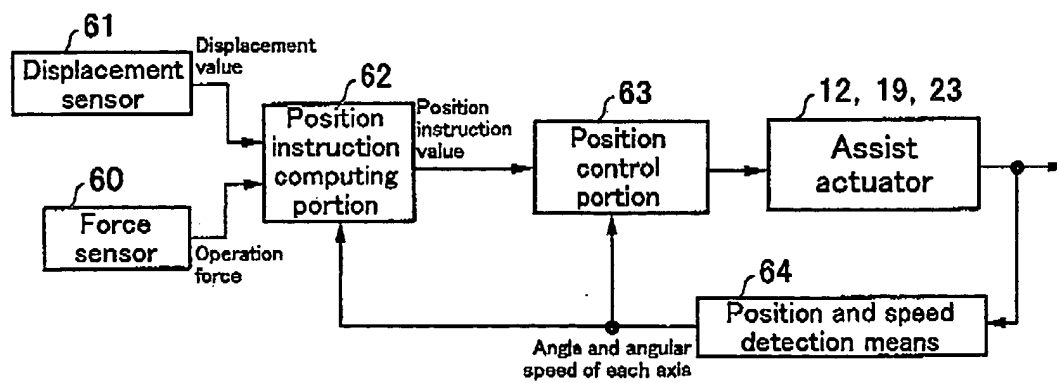 61
Displacement
sensor
Displacement
value
60
Force
sensor
Operation
force
62
Position
instruction
computing
portion
Position
instruction
value
63
Position
control
portion
12, 19, 23
Assist
actuator
64
Position and speed
detection means
Angle and angular
speed of each axis